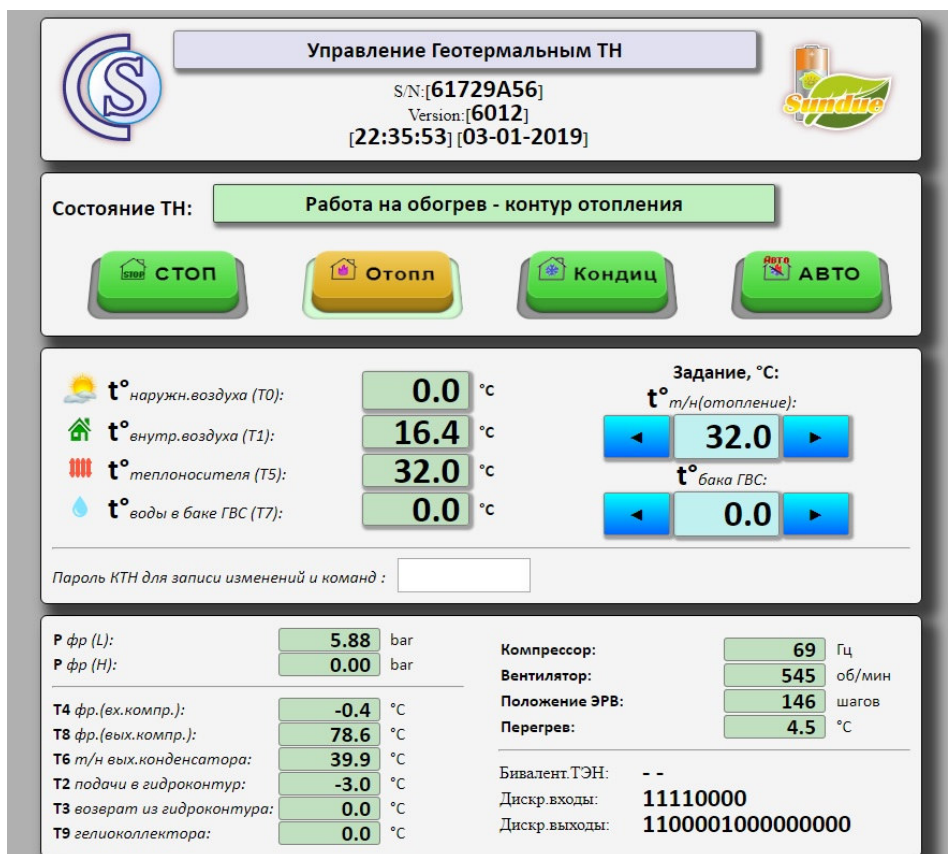 Управление Геотермальным ТН
S/N:[61729A56]
Version:[6012]
[22:35:53] [03-01-2019]
CS
Sundue
Состояние ТН: Работа на обогрев - контур отопления
STOP СТОП
Отопл
Кондиц
АВТО АВТО
t° наружн.воздуха (T0): 0.0 °C
t° внутр.воздуха (T1): 16.4 °C
t° теплоносителя (T5): 32.0 °C
t° воды в баке ГВС (T7): 0.0 °C
Задание, °C:
t° т/н(отопление):
◄ 32.0 ►
t° бака ГВС:
◄ 0.0 ►
Пароль КТН для записи изменений и команд :
P фр (L): 5.88 bar
P фр (H): 0.00 bar
T4 фр.(вх.компр.): -0.4 °C
T8 фр.(вых.компр.): 78.6 °C
T6 т/н вых.конденсатора: 39.9 °C
T2 подачи в гидроконтур: -3.0 °C
T3 возврат из гидроконтура: 0.0 °C
T9 гелиоколлектора: 0.0 °C
Компрессор: 69 Гц
Вентилятор: 545 об/мин
Положение ЭРВ: 146 шагов
Перегрев: 4.5 °C
Бивалент.ТЭН: - -
Дискр.входы: 11110000
Дискр.выходы: 1100001000000000